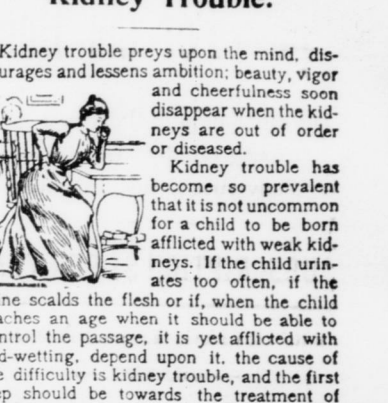 Kidney Trouble.
Kidney trouble preys upon the mind, dis-
urages and lessens ambition; beauty, vigor
and cheerfulness soon
disappear when the kid-
neys are out of order
or diseased.
Kidney trouble has
become so prevalent
that it is not uncommon
for a child to be born
afflicted with weak kid-
neys. If the child urin-
ates too often, if the
ne scalds the flesh or if, when the child
aches an age when it should be able to
ntrol the passage, it is yet afflicted with
d-wetting, depend upon it, the cause of
e difficulty is kidney trouble, and the first
ep should be towards the treatment of